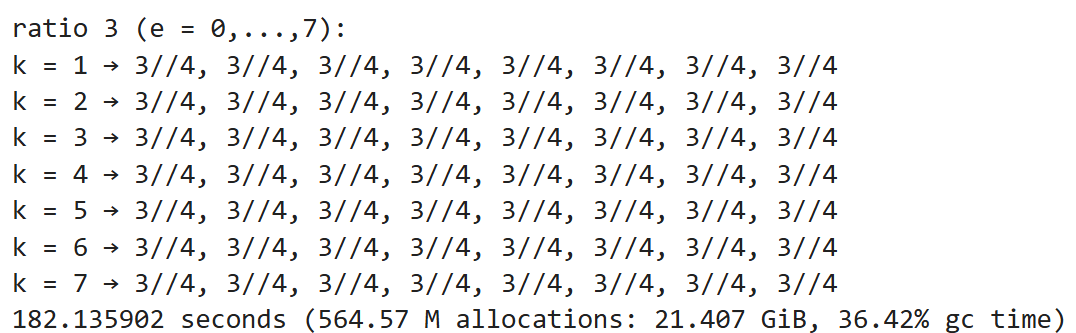 ratio 3 (e = 0,...,7):
k = 1 → 3//4, 3//4, 3//4, 3//4, 3//4, 3//4, 3//4, 3//4
k = 2 → 3//4, 3//4, 3//4, 3//4, 3//4, 3//4, 3//4, 3//4
k = 3 → 3//4, 3//4, 3//4, 3//4, 3//4, 3//4, 3//4, 3//4
k = 4 → 3//4, 3//4, 3//4, 3//4, 3//4, 3//4, 3//4, 3//4
k = 5 → 3//4, 3//4, 3//4, 3//4, 3//4, 3//4, 3//4, 3//4
k = 6 → 3//4, 3//4, 3//4, 3//4, 3//4, 3//4, 3//4, 3//4
k = 7 → 3//4, 3//4, 3//4, 3//4, 3//4, 3//4, 3//4, 3//4
182.135902 seconds (564.57 M allocations: 21.407 GiB, 36.42% gc time)